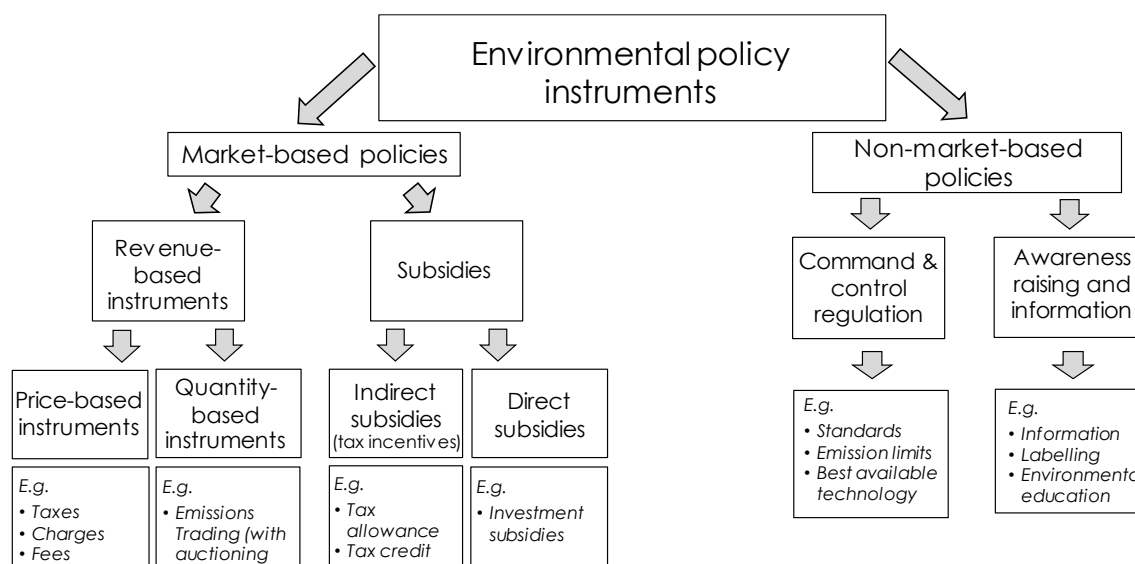 Environmental policy
instruments
Market-based policies
Non-market-based
policies
Revenue-
based
instruments
Subsidies
Command &
control
regulation
Awareness
raising and
information
Price-based
instruments
Quantity-
based
instruments
Indirect
subsidies
(tax incentives)
Direct
subsidies
E.g.
• Taxes
• Charges
• Fees
E.g.
• Emissions
Trading (with
auctioning
E.g.
• Tax
allowance
• Tax credit
E.g.
• Investment
subsidies
E.g.
• Standards
• Emission limits
• Best available
technology
E.g.
• Information
• Labelling
• Environmenta
education